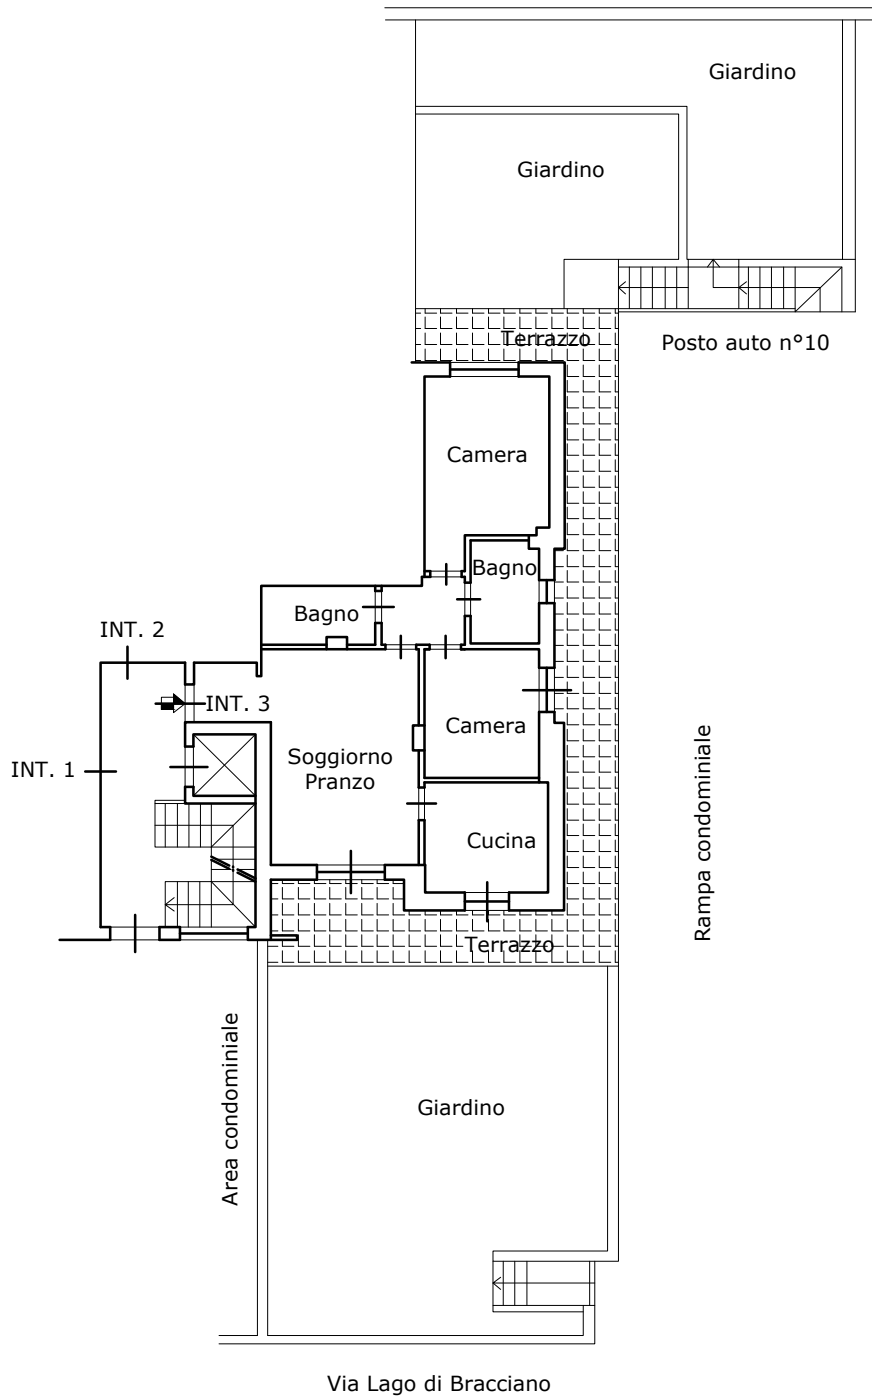 Giardino
Giardino
Terrazzo
Posto auto n°10
Camera
Bagno
Bagno
INT. 2
INT. 3
Camera
Soggiorno
Pranzo
INT. 1
Cucina
Rampa condominiale
Terrazzo
Area condominiale
Giardino
Via Lago di Bracciano